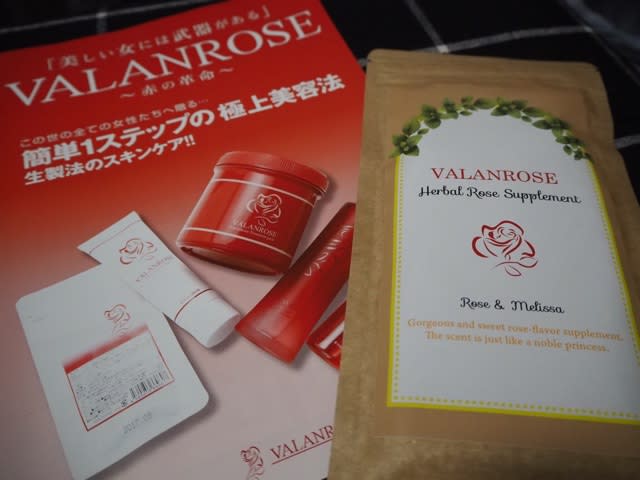 「美しい女には武器がある」
VALANROSE
～赤の革命～
この世の全ての女性たちへ贈る…
簡単1ステップの極上美容法
生製法のスキンケア!!
VALANROSE
VALANROSE
VALANROSE
VALANROSE
Herbal Rose Supplement
Rose & Melissa
Gorgeous and sweet rose-flavor supplement.
The scent is just like a noble princess.